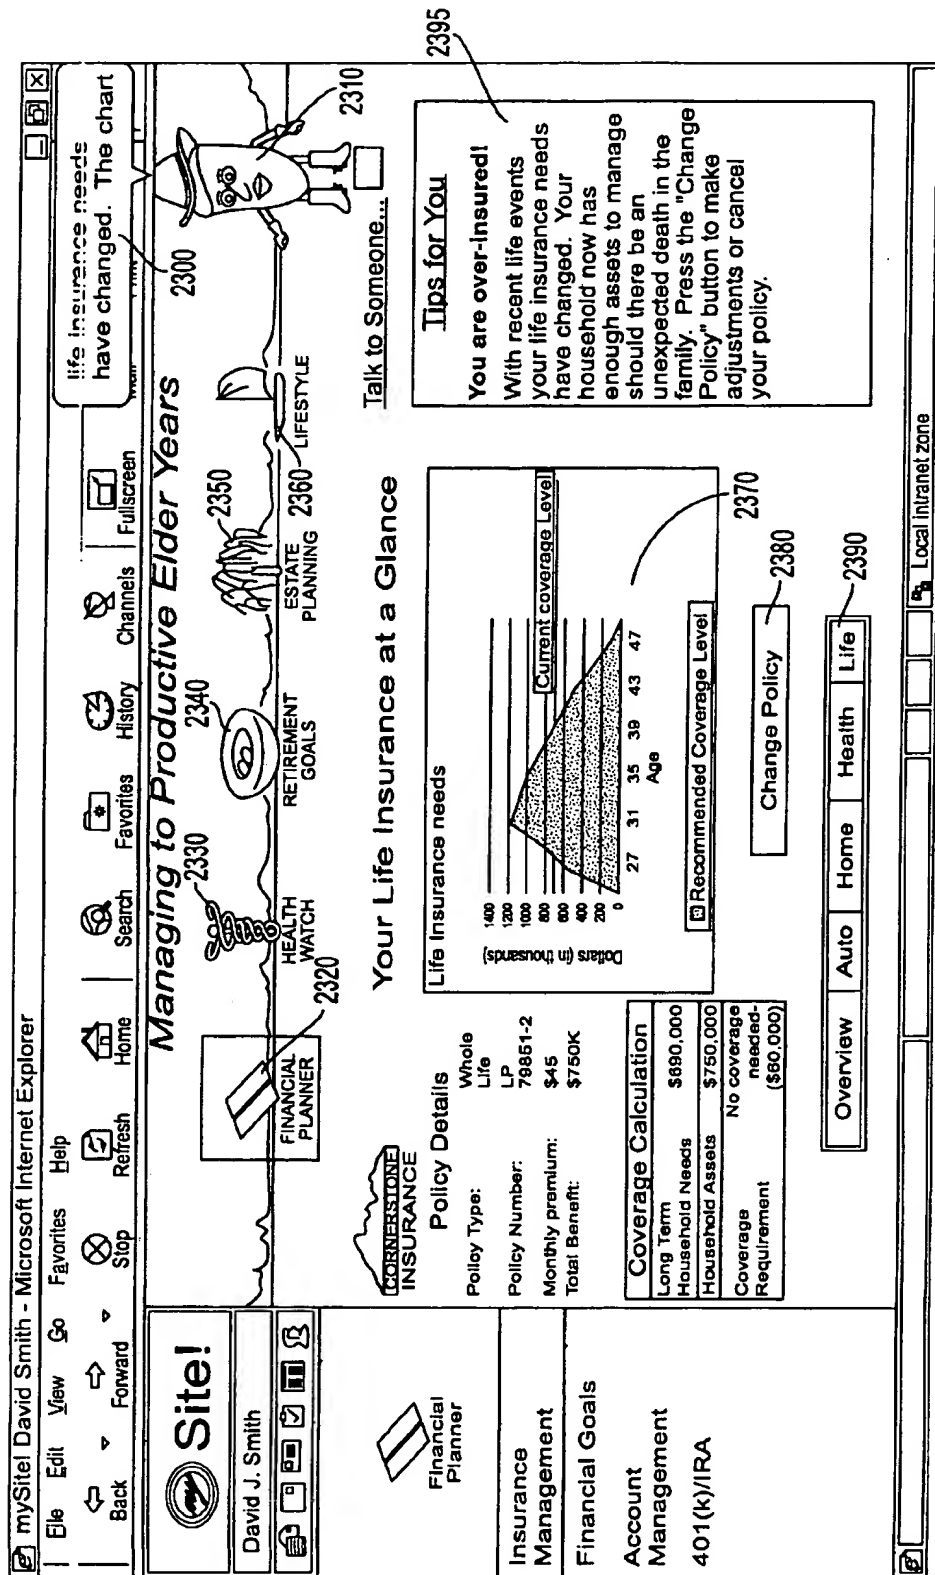 mySite! David Smith - Microsoft Internet Explorer
File Edit View Go Favorites Help
Back Forward Stop Refresh Home Search Favorites History Channels Fullscreen Mail
life insurance needs
have changed. The chart
2300
my Site!
David J. Smith
Financial
Planner
Insurance
Management
Financial Goals
Account
Management
401(k)/IRA
Managing to Productive Elder Years
2310
2320
2330
2340
2350
2360
FINANCIAL
PLANNER
HEALTH
WATCH
RETIREMENT
GOALS
ESTATE
PLANNING
LIFESTYLE
Talk to Someone...
CORNERSTONE
INSURANCE
Your Life Insurance at a Glance
Policy Details
Policy Type: Whole
Life
Policy Number: LP
79851-2
Monthly premium: $45
Total Benefit: $750K
Coverage Calculation
Long Term
Household Needs $690,000
Household Assets $750,000
Coverage
Requirement
No coverage
needed-
($60,000)
Life Insurance needs
Dollars (in thousands)
1400
1200
1000
800
600
400
200
0
Current coverage Level
27 31 35 39 43 47
Age
Recommended Coverage Level
2370
Change Policy
2380
Overview Auto Home Health Life
2390
Tips for You
You are over-insured!
With recent life events
your life insurance needs
have changed. Your
household now has
enough assets to manage
should there be an
unexpected death in the
family. Press the "Change
Policy" button to make
adjustments or cancel
your policy.
2395
Local intranet zone